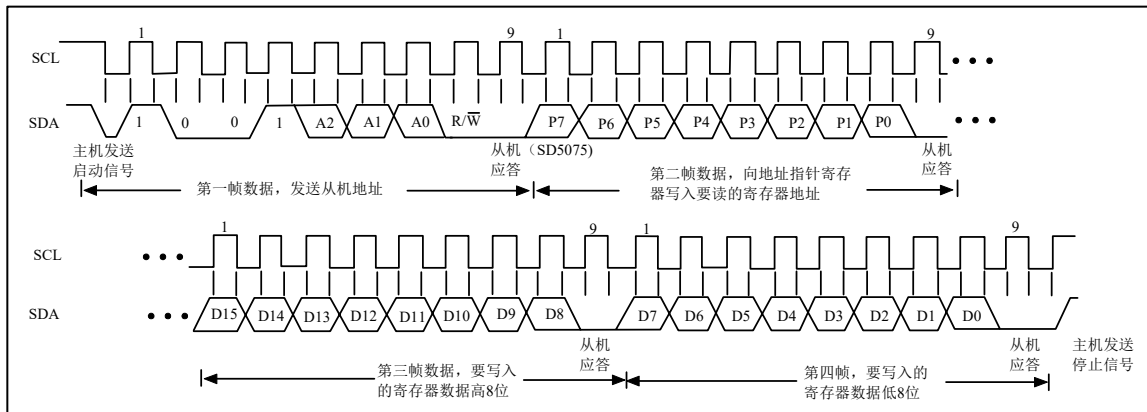 1 9 1 9
SCL
SDA
1 0 0 1 A2 A1 A0 R/W P7 P6 P5 P4 P3 P2 P1 P0
主机发送
启动信号
从机（SD5075)
应答
从机
应答
第一帧数据，发送从机地址
第二帧数据，向地址指针寄存
器写入要读的寄存器地址
1 9 1 9
SCL
SDA
D15 D14 D13 D12 D11 D10 D9 D8 D7 D6 D5 D4 D3 D2 D1 D0
从机
应答
从机
应答
主机发送
停止信号
第三帧数据，要写入
的寄存器数据高8位
第四帧，要写入的
寄存器数据低8位